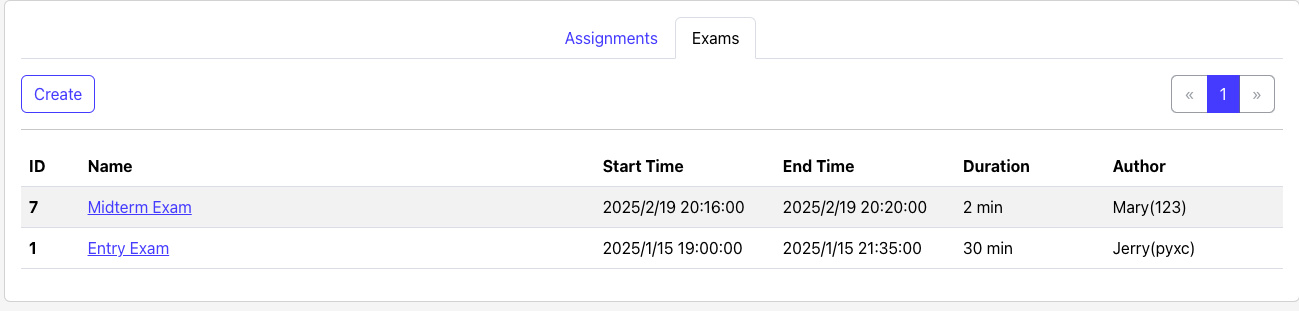 Assignments Exams
Create « 1 »
ID Name Start Time End Time Duration Author
7 Midterm Exam 2025/2/19 20:16:00 2025/2/19 20:20:00 2 min Mary(123)
1 Entry Exam 2025/1/15 19:00:00 2025/1/15 21:35:00 30 min Jerry(pyxc)